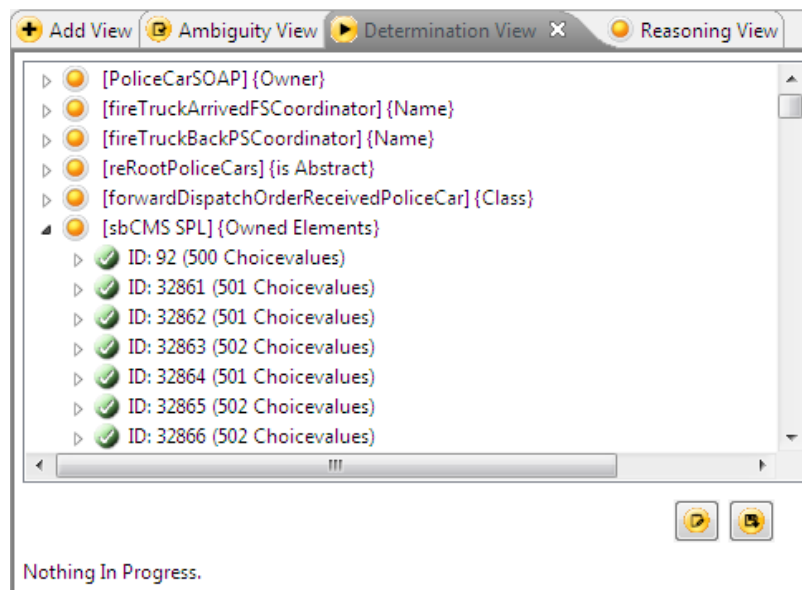 Add View Ambiguity View Determination View Reasoning View
[PoliceCarSOAP] {Owner}
[fireTruckArrivedFSCoordinator] {Name}
[fireTruckBackPSCoordinator] {Name}
[reRootPoliceCars] {is Abstract}
[forwardDispatchOrderReceivedPoliceCar] {Class}
[sbCMS SPL] {Owned Elements}
ID: 92 (500 Choicevalues)
ID: 32861 (501 Choicevalues)
ID: 32862 (501 Choicevalues)
ID: 32863 (502 Choicevalues)
ID: 32864 (501 Choicevalues)
ID: 32865 (502 Choicevalues)
ID: 32866 (502 Choicevalues)
Nothing In Progress.